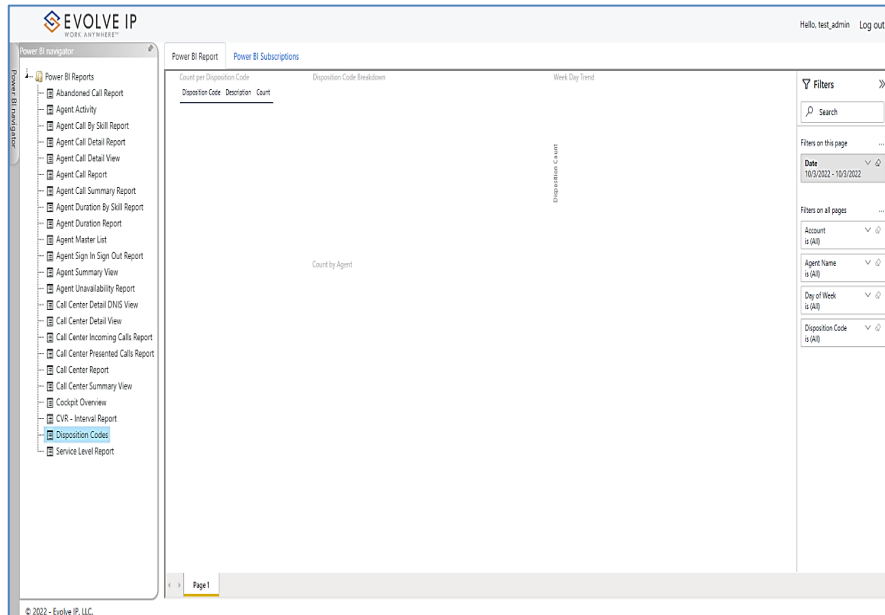 EVOLVE IP
WORK ANYWHERE™
Hello, test_admin Log out
Power BI navigator
Power BI navigator
Power BI Reports
Abandoned Call Report
Agent Activity
Agent Call By Skill Report
Agent Call Detail Report
Agent Call Detail View
Agent Call Report
Agent Call Summary Report
Agent Duration By Skill Report
Agent Duration Report
Agent Master List
Agent Sign In Sign Out Report
Agent Summary View
Agent Unavailability Report
Call Center Detail DNIS View
Call Center Detail View
Call Center Incoming Calls Report
Call Center Presented Calls Report
Call Center Report
Call Center Summary View
Cockpit Overview
CVR - Interval Report
Disposition Codes
Service Level Report
Power BI Report Power BI Subscriptions
Count per Disposition Code
Disposition Code Description Count
Disposition Code Breakdown
Week Day Trend
Disposition Count
Count by Agent
Filters
Search
Filters on this page ...
Date
10/3/2022 - 10/3/2022
Filters on all pages ...
Account
is (All)
Agent Name
is (All)
Day of Week
is (All)
Disposition Code
is (All)
Page 1
© 2022 - Evolve IP, LLC.